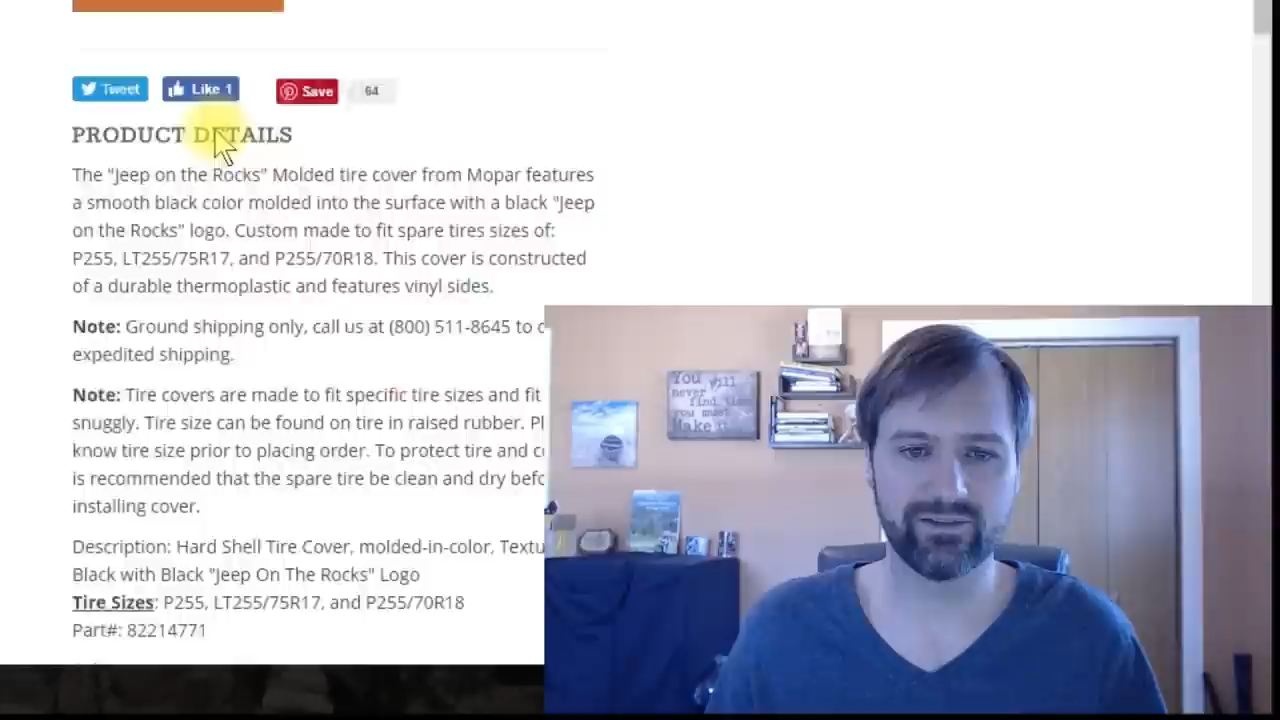 Tweet
Like 1
Save
64
PRODUCT DETAILS
The "Jeep on the Rocks" Molded tire cover from Mopar features
a smooth black color molded into the surface with a black "Jeep
on the Rocks" logo. Custom made to fit spare tires sizes of:
P255, LT255/75R17, and P255/70R18. This cover is constructed
of a durable thermoplastic and features vinyl sides.
Note: Ground shipping only, call us at (800) 511-8645 to
expedited shipping.
Note: Tire covers are made to fit specific tire sizes and fit
snuggly. Tire size can be found on tire in raised rubber.
know tire size prior to placing order. To protect tire and
is recommended that the spare tire be clean and dry
installing cover.
Description: Hard Shell Tire Cover, molded-in-color,
Black with Black "Jeep On The Rocks" Logo
Tire Sizes: P255, LT255/75R17, and P255/70R18
Part#: 82214771
You will
never
find time
you must
Make it